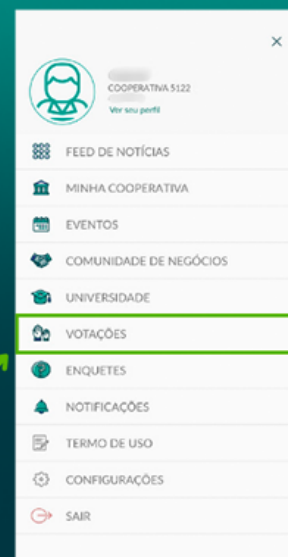 COOPERATIVA 5122
Ver seu perfil
FEED DE NOTÍCIAS
MINHA COOPERATIVA
EVENTOS
COMUNIDADE DE NEGÓCIOS
UNIVERSIDADE
VOTAÇÕES
ENQUETES
NOTIFICAÇÕES
TERMO DE USO
CONFIGURAÇÕES
SAIR